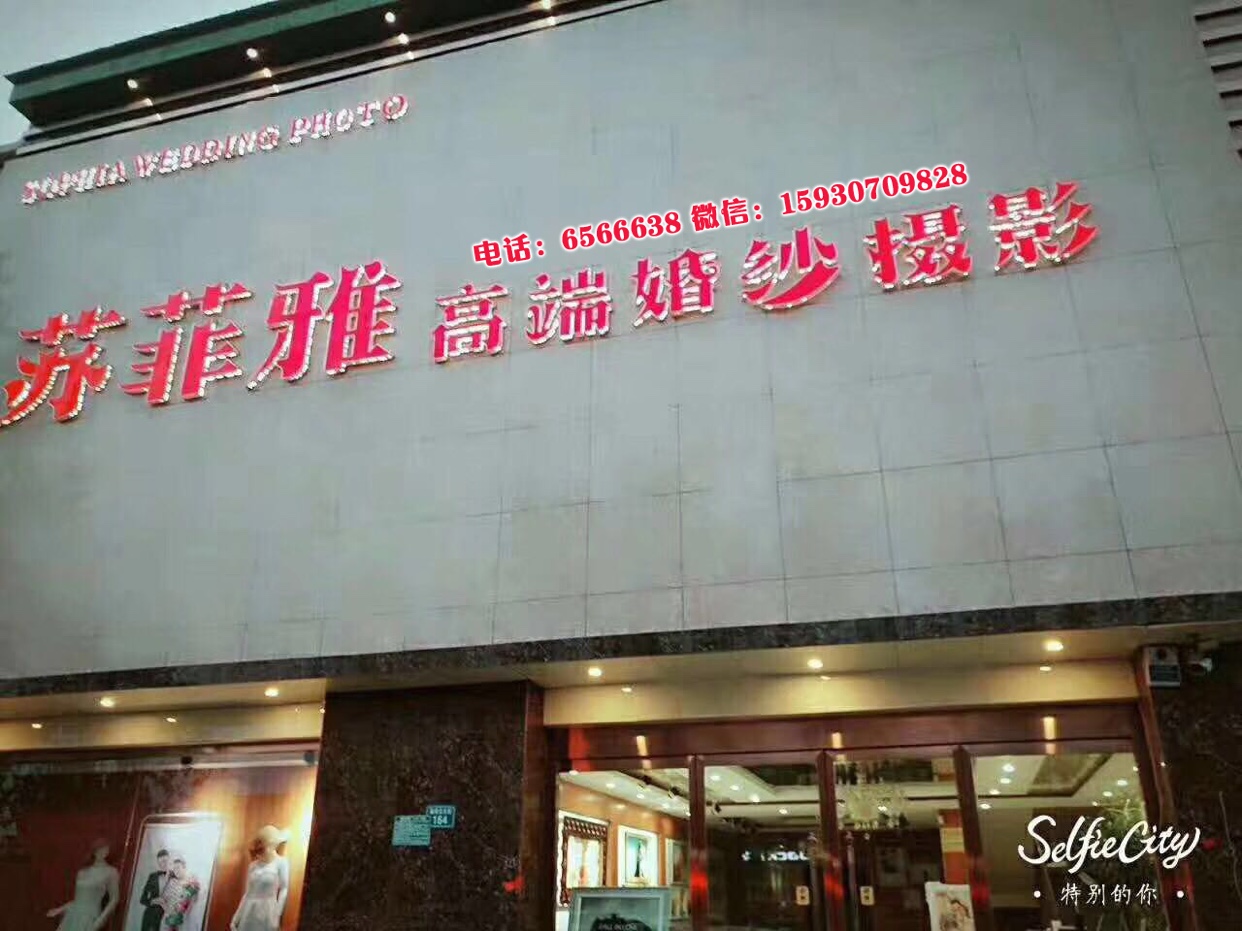 SOPHIA WEDDING PHOTO
电话：6566638 微信：15930709828
苏菲雅高端婚纱摄影
164
SelfieCity
·特别的你·